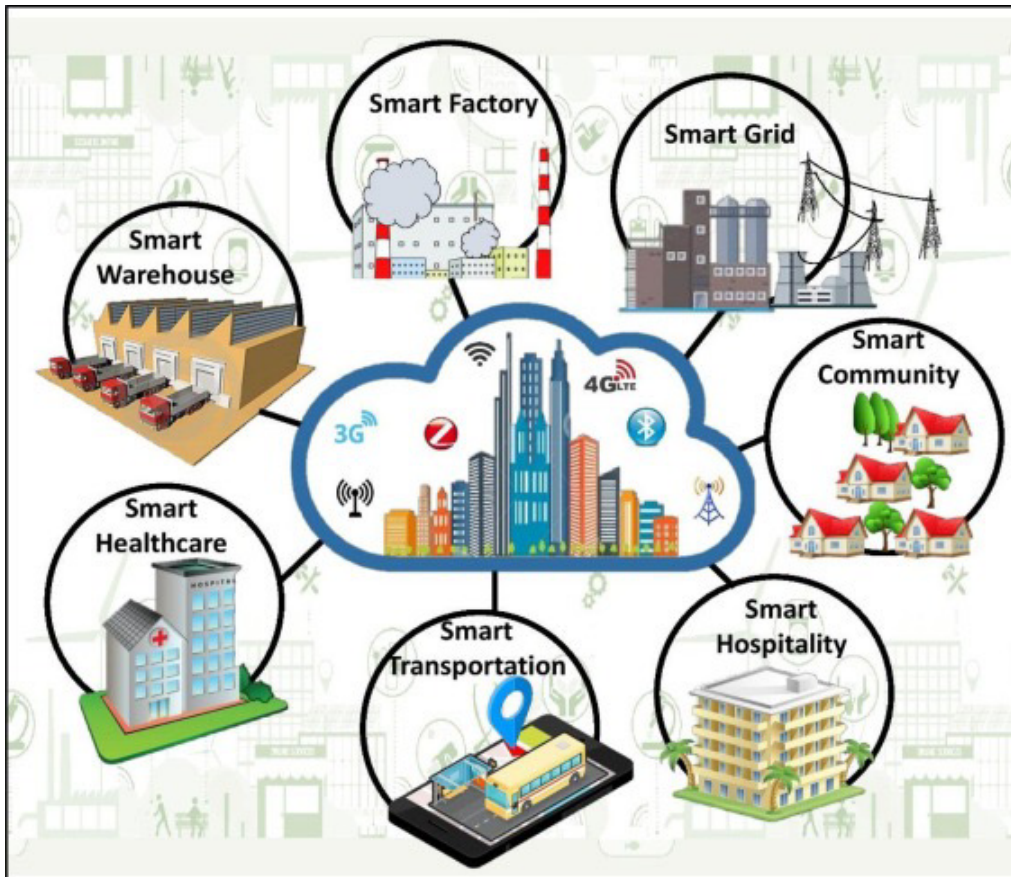 Smart Factory
Smart Grid
Smart
Warehouse
Smart
Community
4G LTE
3G
Smart
Healthcare
HOSPITAL
Smart
Transportation
Smart
Hospitality